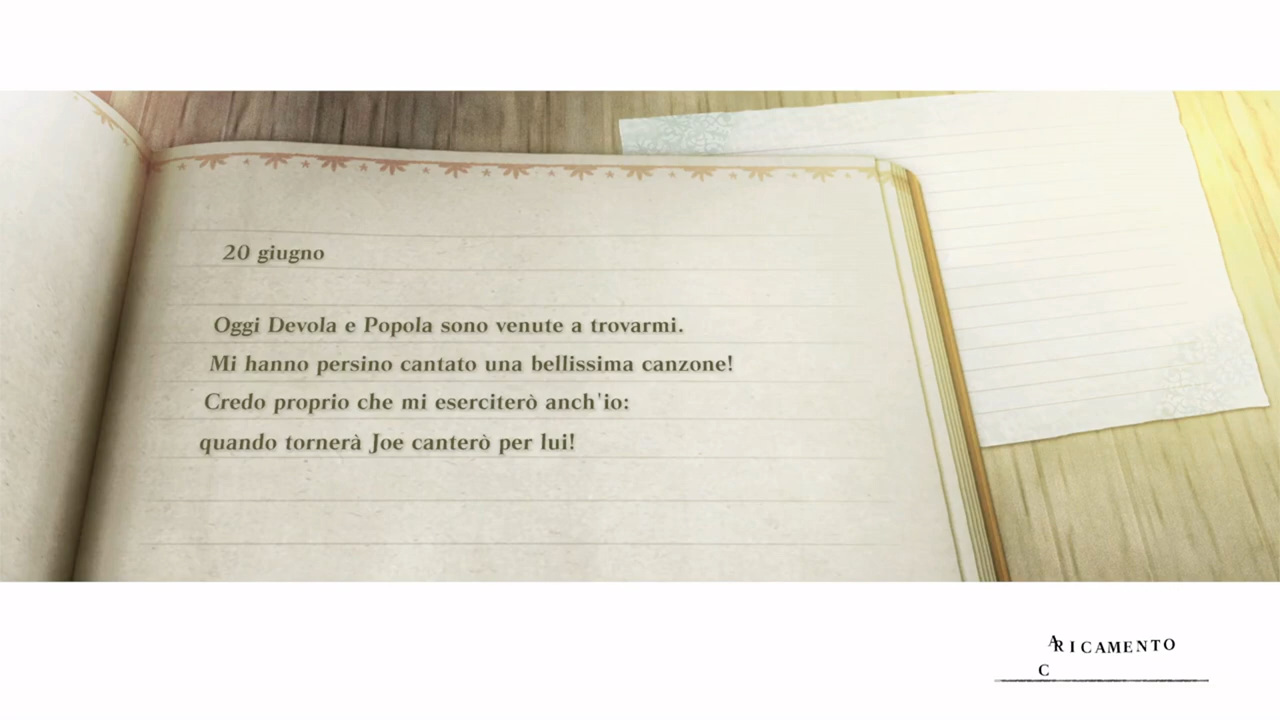 20 giugno
Oggi Devola e Popola sono venute a trovarmi.
Mi hanno persino cantato una bellissima canzone!
Credo proprio che mi eserciterò anch'io:
quando tornerà Joe canterò per lui!
CARICAMENTO